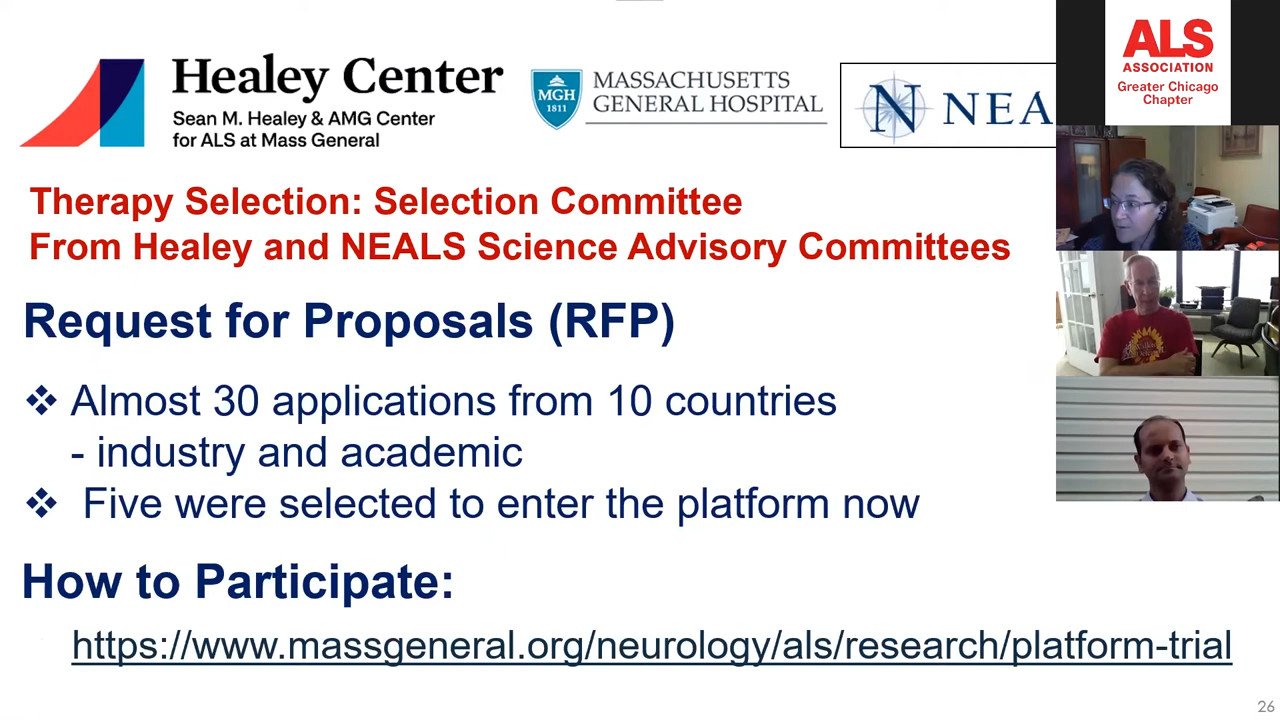 Healey Center
Sean M. Healey & AMG Center
for ALS at Mass General
MGH
1811
MASSACHUSETTS
GENERAL HOSPITAL
N NEA
ALS
ASSOCIATION
Greater Chicago
Chapter
Therapy Selection: Selection Committee
From Healey and NEALS Science Advisory Committees
Request for Proposals (RFP)
❖ Almost 30 applications from 10 countries
- industry and academic
❖ Five were selected to enter the platform now
How to Participate:
https://www.massgeneral.org/neurology/als/research/platform-trial
26